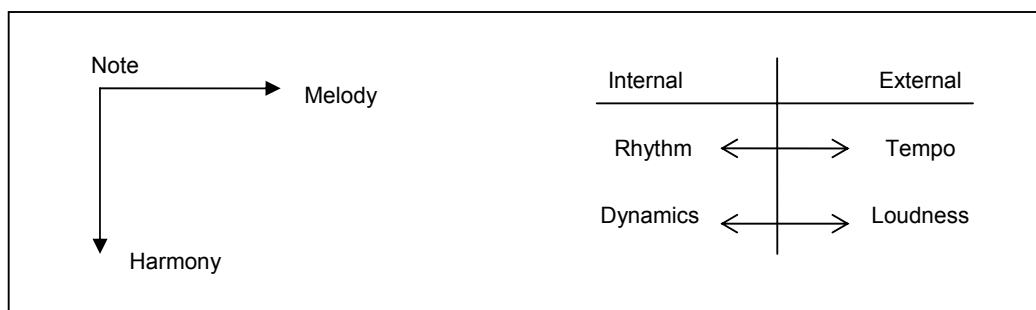 Note
Melody
Harmony
Internal External
Rhythm Tempo
Dynamics Loudness